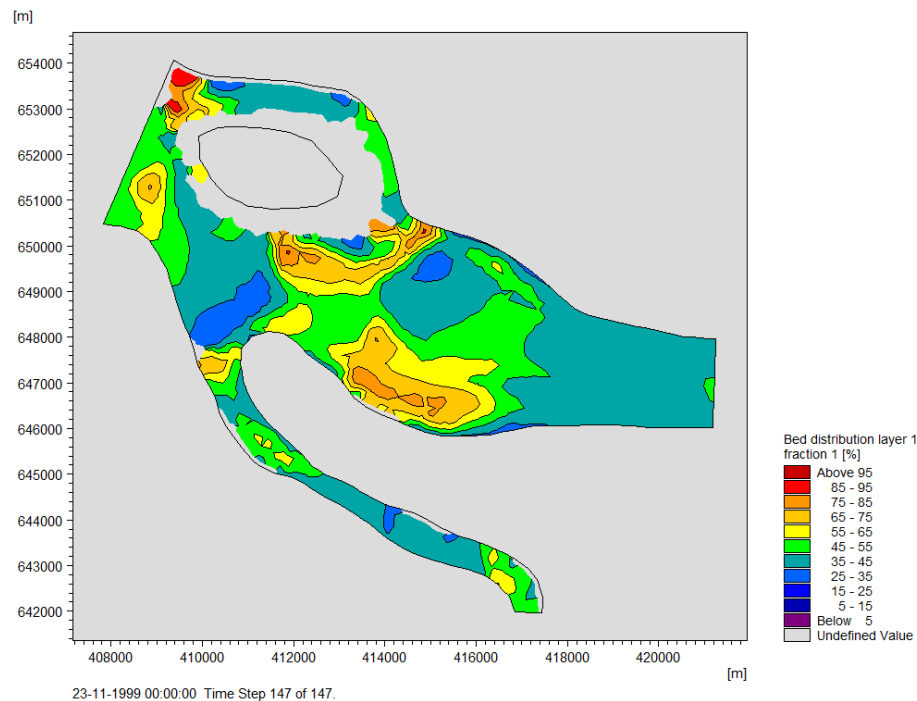 [m]
654000
653000
652000
651000
650000
649000
648000
647000
646000
645000
644000
643000
642000
408000 410000 412000 414000 416000 418000 420000
[m]
Bed distribution layer 1
fraction 1 [%]
Above 95
85 - 95
75 - 85
65 - 75
55 - 65
45 - 55
35 - 45
25 - 35
15 - 25
5 - 15
Below 5
Undefined Value
23-11-1999 00:00:00 Time Step 147 of 147.